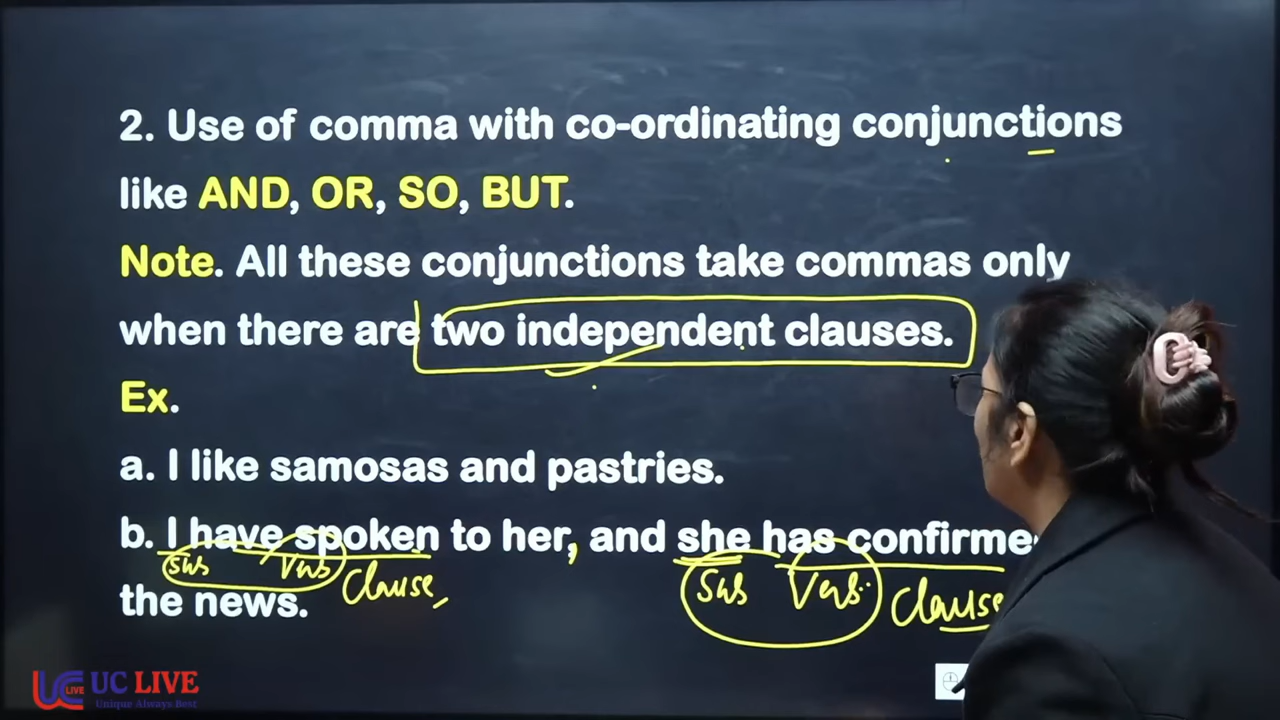 2. Use of comma with co-ordinating conjunctions
like AND, OR, SO, BUT.
Note. All these conjunctions take commas only
when there are two independent clauses.
Ex.
a. I like samosas and pastries.
b. I have spoken to her, and she has confirme
Sub Verb Clause, Sub Verb. Clause
the news.
UC LIVE UC LIVE
Unique Always Best